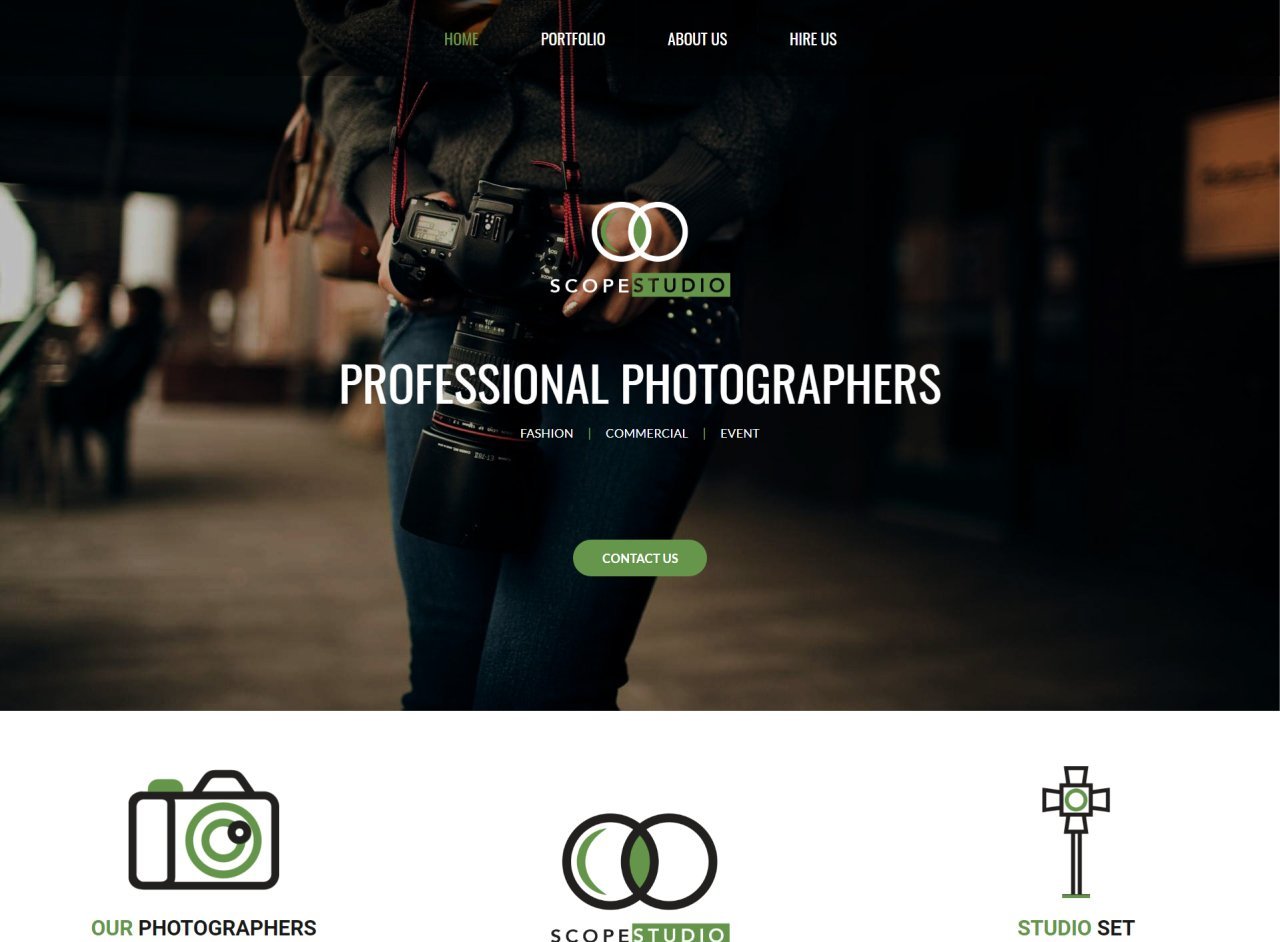 HOME PORTFOLIO ABOUT US HIRE US
SCOPESTUDIO
PROFESSIONAL PHOTOGRAPHERS
FASHION | COMMERCIAL | EVENT
CONTACT US
OUR PHOTOGRAPHERS
SCOPESTUDIO
STUDIO SET